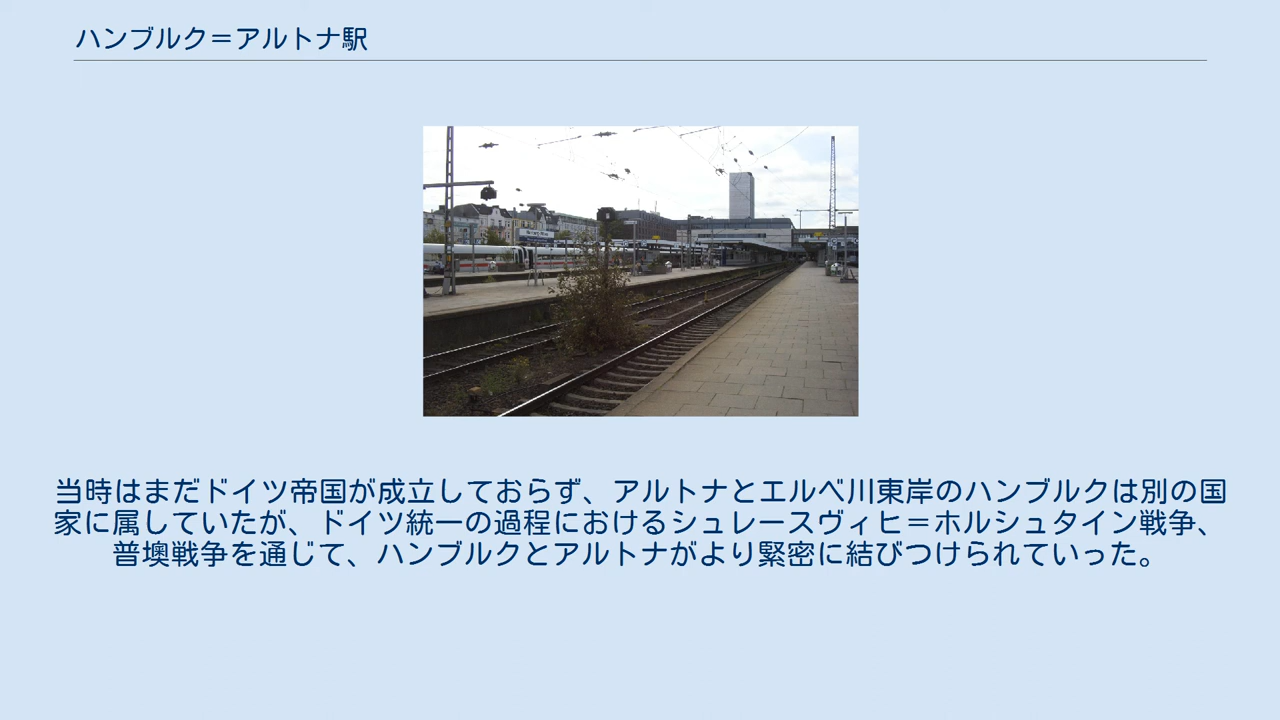 ハンブルク＝アルトナ駅
当時はまだドイツ帝国が成立しておらず、アルトナとエルベ川東岸のハンブルクは別の国
家に属していたが、ドイツ統一の過程におけるシュレースヴィヒ＝ホルシュタイン戦争、
普墺戦争を通じて、ハンブルクとアルトナがより緊密に結びつけられていった。